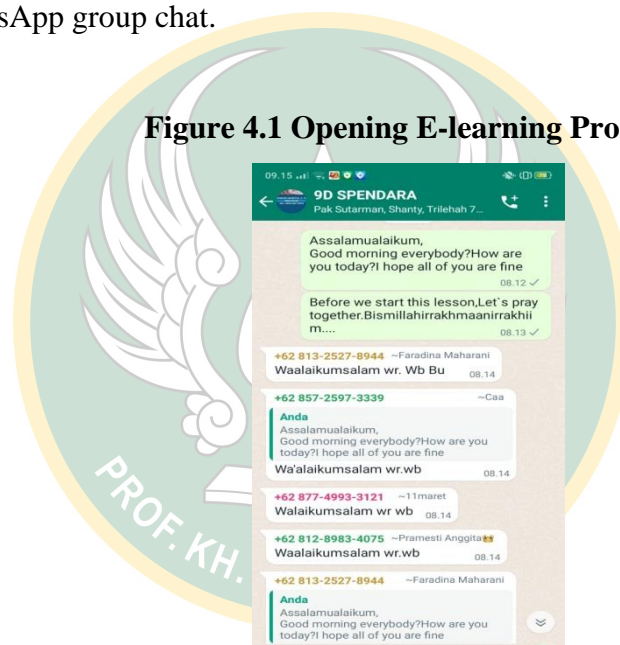 sApp group chat.
Figure 4.1 Opening E-learning Pro
09.15
9D SPENDARA
Pak Sutarman, Shanty, Trilehah 7...
Assalamualaikum,
Good morning everybody?How are
you today?I hope all of you are fine
08.12
Before we start this lesson,Let`s pray
together.Bismillahirrakhmaanirrakhii
m....
08.13
+62 813-2527-8944 ~Faradina Maharani
Waalaikumsalam wr. Wb Bu 08.14
+62 857-2597-3339 ~Caa
Anda
Assalamualaikum,
Good morning everybody?How are you
today?I hope all of you are fine
Wa'alaikumsalam wr.wb 08.14
+62 877-4993-3121 ~11maret
Walaikumsalam wr wb 08.14
+62 812-8983-4075 ~Pramesti Anggita
Waalaikumsalam wr.wb 08.14
+62 813-2527-8944 ~Faradina Maharani
Anda
Assalamualaikum,
Good morning everybody?How are you
today?I hope all of you are fine
PROF. KH.